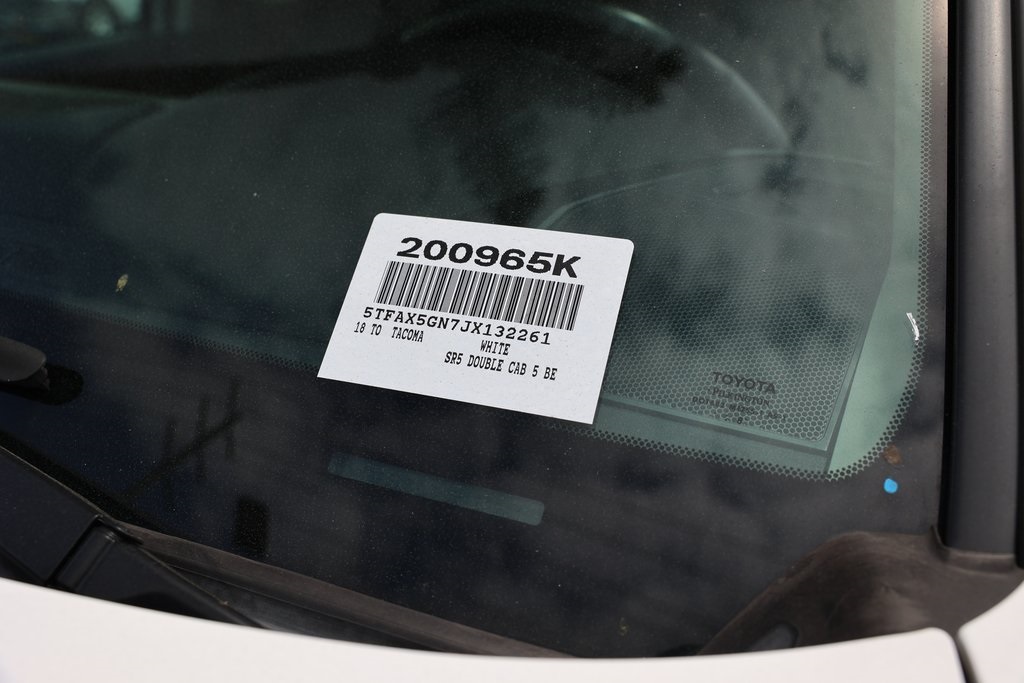 200965K
5TFAX5GN7JX132261
18 TO TACOMA WHITE
SR5 DOUBLE CAB 5 BE
TOYOTA